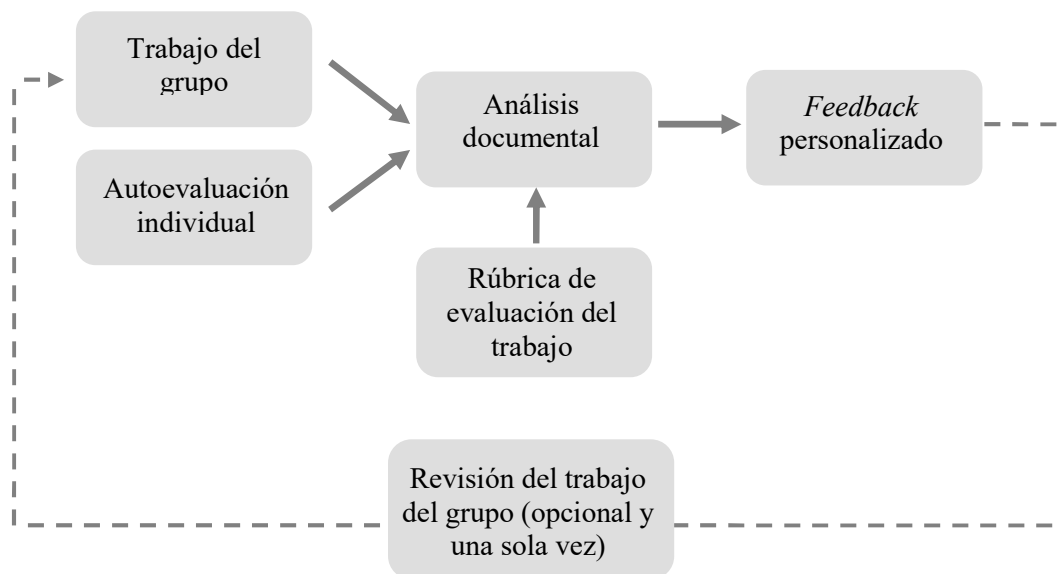 Trabajo del
grupo
Autoevaluación
individual
Análisis
documental
Feedback
personalizado
Rúbrica de
evaluación del
trabajo
Revisión del trabajo
del grupo (opcional y
una sola vez)